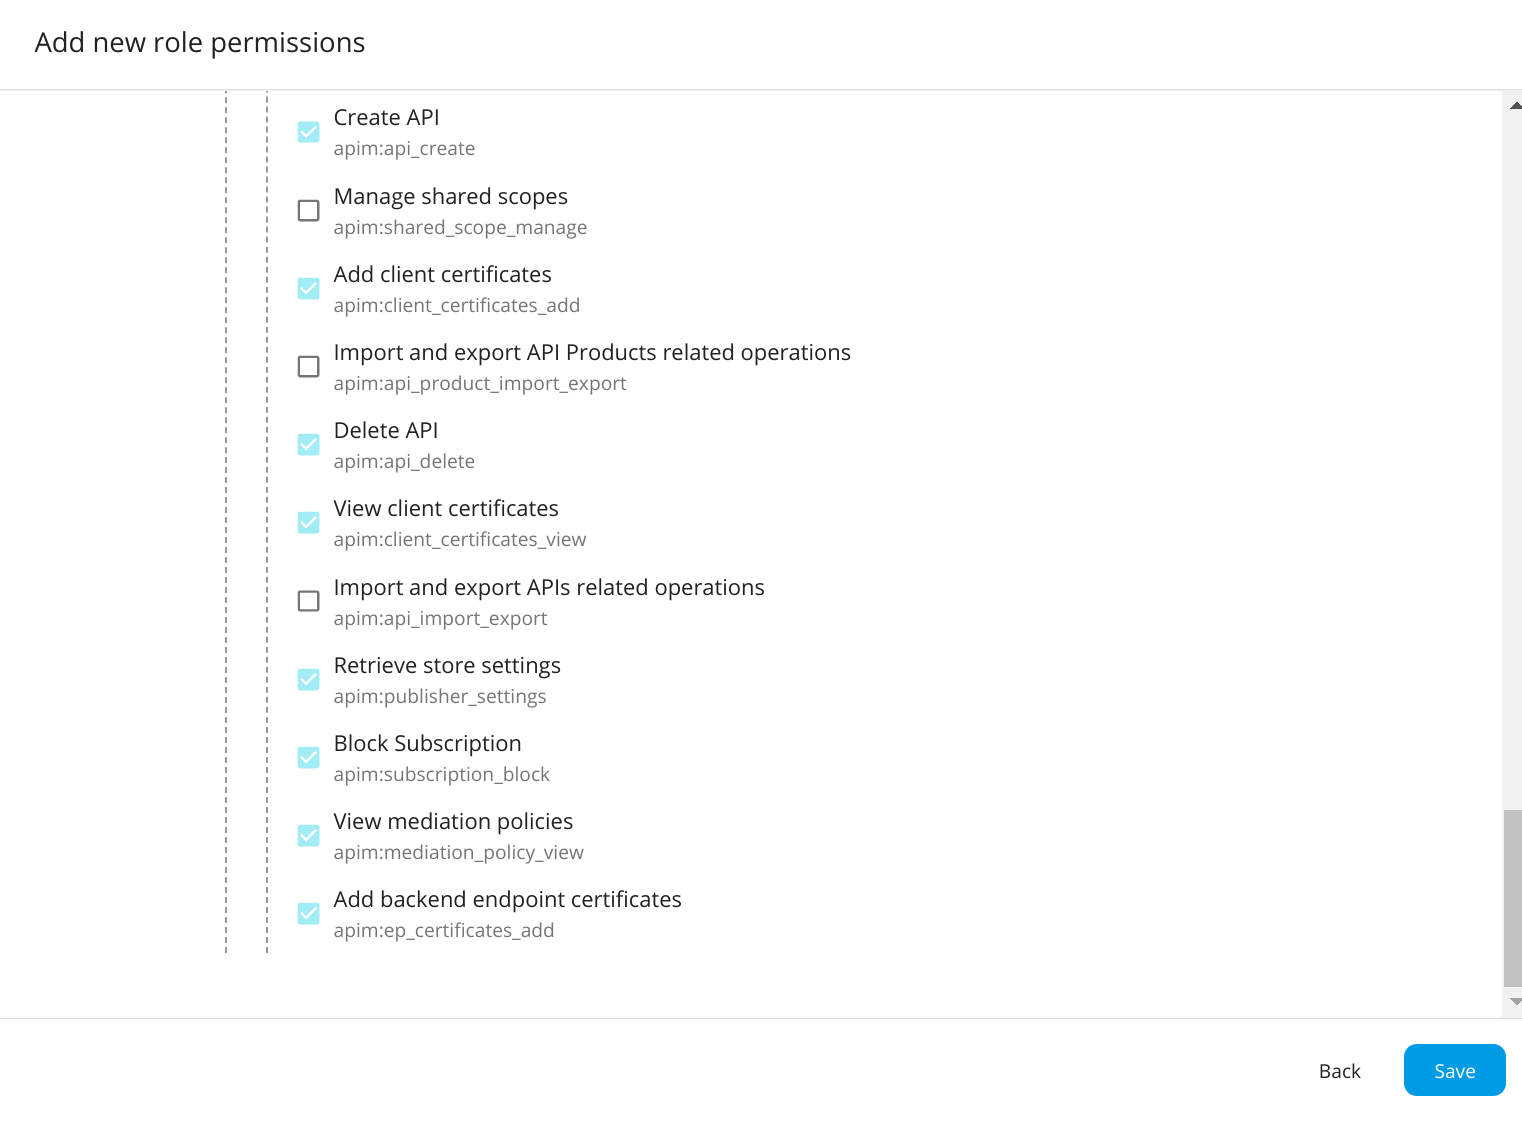 Add new role permissions
Create API
apim:api_create
Manage shared scopes
apim:shared_scope_manage
Add client certificates
apim:client_certificates_add
Import and export API Products related operations
apim:api_product_import_export
Delete API
apim:api_delete
View client certificates
apim:client_certificates_view
Import and export APIs related operations
apim:api_import_export
Retrieve store settings
apim:publisher_settings
Block Subscription
apim:subscription_block
View mediation policies
apim:mediation_policy_view
Add backend endpoint certificates
apim:ep_certificates_add
Back
Save